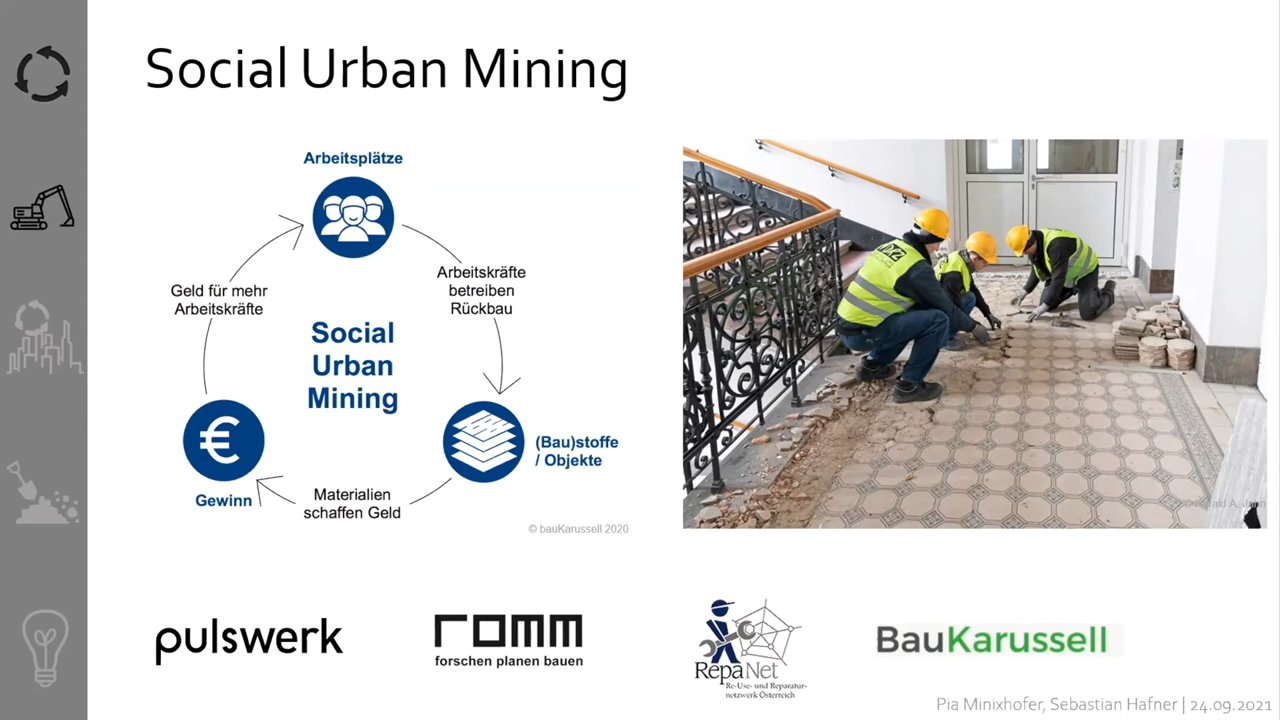 Social Urban Mining
Arbeitsplätze
Arbeitskräfte
betreiben
Rückbau
Geld für mehr
Arbeitskräfte
Social
Urban
Mining
(Bau)stoffe
/ Objekte
Gewinn
Materialien
schaffen Geld
© bauKarussell 2020
pulswerk
romm
forschen planen bauen
RepaNet
Re-Use- und Reparatur-
netzwerk Österreich
BauKarussell
Pia Minixhofer, Sebastian Hafner | 24.09.2021